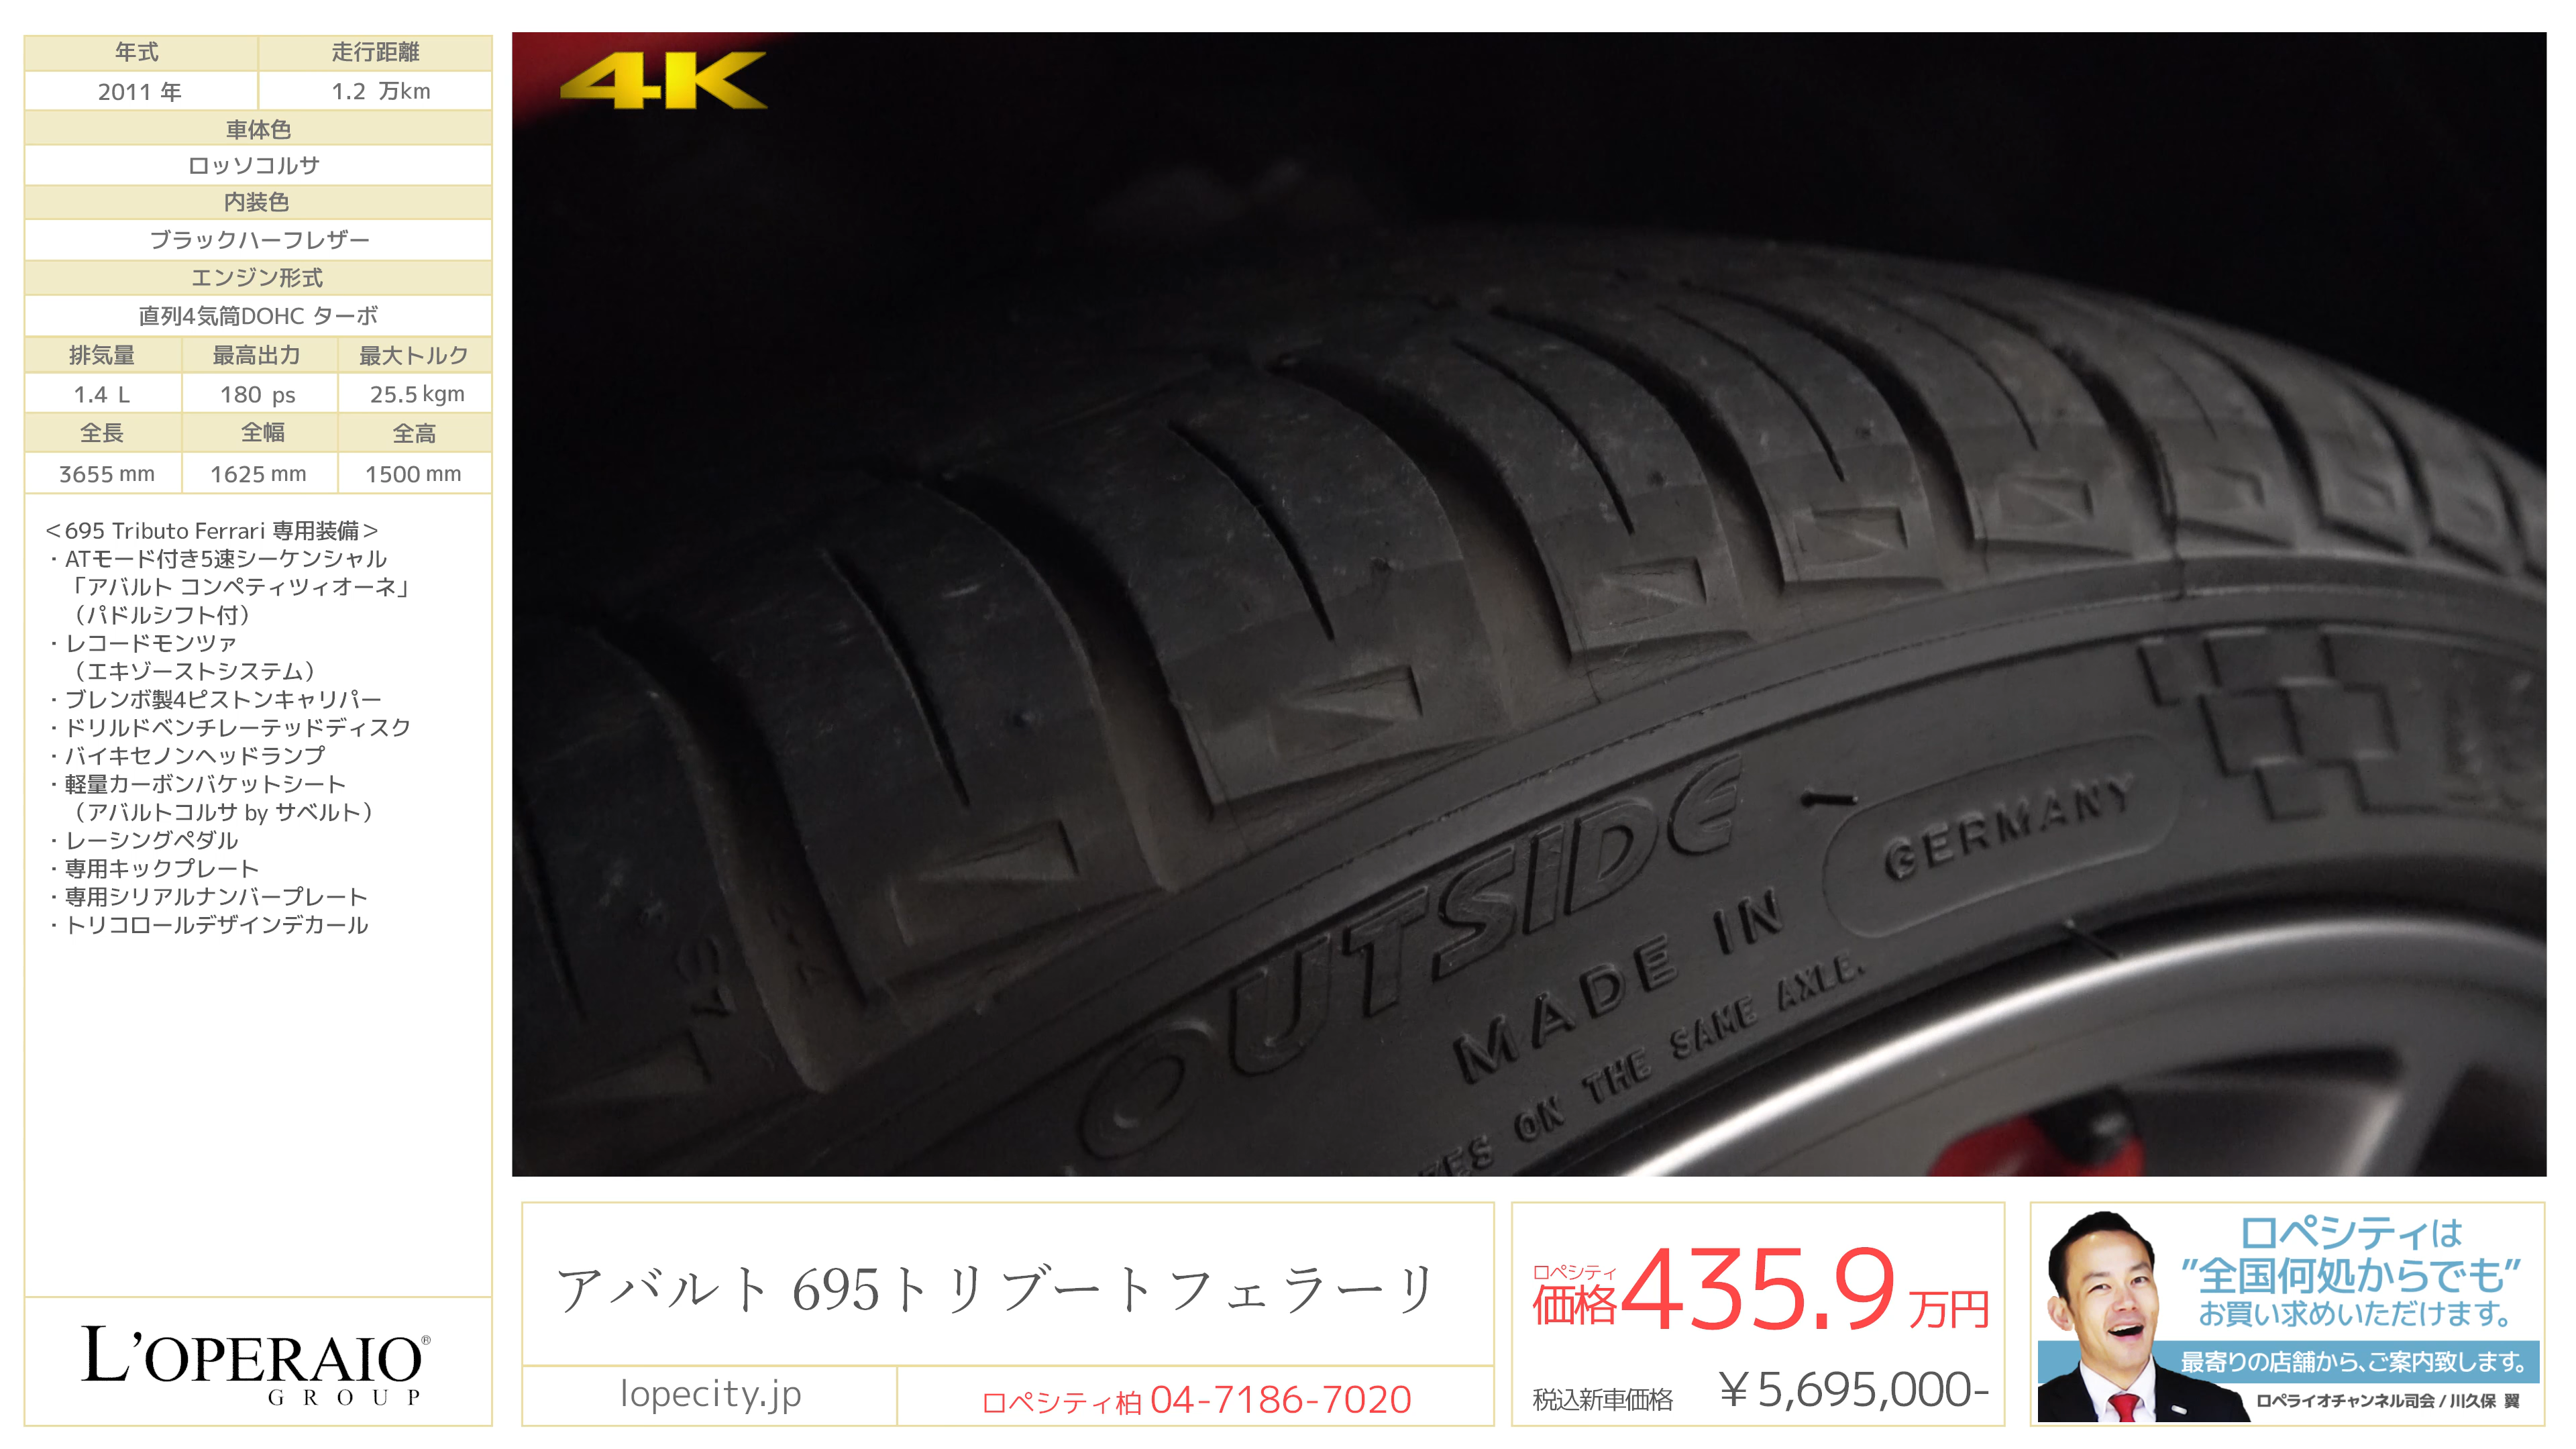 年式 走行距離
2011 年 1.2 万km
車体色
ロッソコルサ
内装色
ブラックハーフレザー
エンジン形式
直列4気筒DOHC ターボ
排気量 最高出力 最大トルク
1.4 L 180 ps 25.5 kgm
全長 全幅 全高
3655 mm 1625 mm 1500 mm
＜695 Tributo Ferrari 専用装備＞
・ATモード付き5速シーケンシャル
「アバルト コンペティツィオーネ」
（パドルシフト付）
・レコードモンツァ
（エキゾーストシステム）
・ブレンボ製4ピストンキャリパー
・ドリルドベンチレーテッドディスク
・バイキセノンヘッドランプ
・軽量カーボンバケットシート
（アバルトコルサ by サベルト）
・レーシングペダル
・専用キックプレート
・専用シリアルナンバープレート
・トリコロールデザインデカール
L'OPERAIO®
GROUP
4K
OUTSIDE
MADE IN GERMANY
ON THE SAME AXLE.
アバルト 695トリブートフェラーリ
lopecity.jp
ロペシティ柏 04-7186-7020
ロペシティ
価格 435.9 万円
税込新車価格 ￥5,695,000-
ロペシティは
”全国何処からでも”
お買い求めいただけます。
最寄りの店舗から、ご案内致します。
ロペライオチャンネル司会 / 川久保 翼